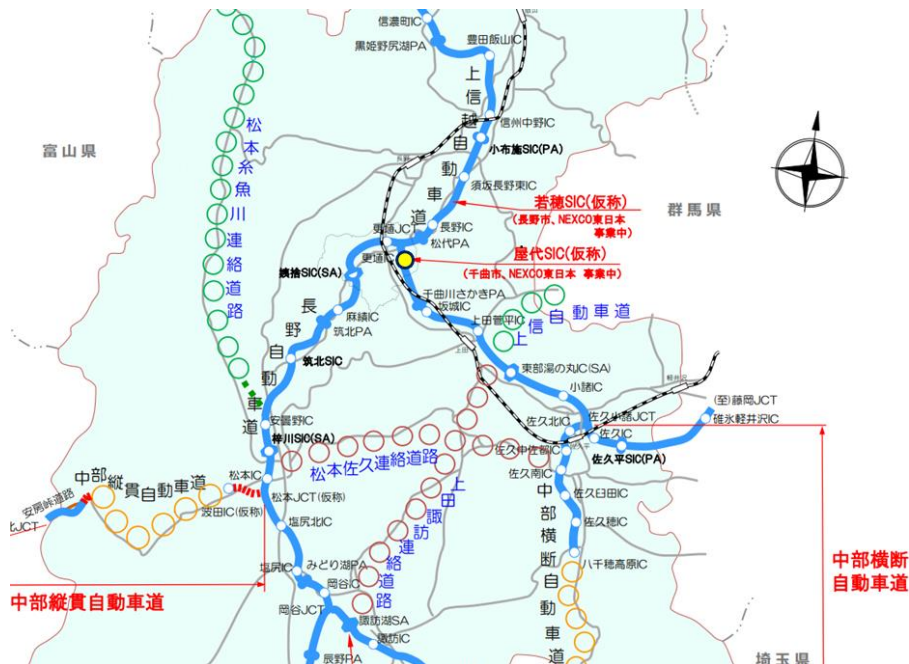 信濃町IC
黒姫野尻湖PA
豊田飯山IC
上信越自動車道
信州中野IC
小布施SIC(PA)
須坂長野東IC
若穂SIC(仮称)
(長野市、NEXCO東日本
事業中)
富山県
群馬県
松本糸魚川連絡道路
長野
更埴JCT
長野IC
松代PA
更埴IC
屋代SIC(仮称)
(千曲市、NEXCO東日本 事業中)
姨捨SIC(SA)
千曲川さかきPA
坂城IC
麻績IC
筑北PA
長野自動車道
上田菅平IC
上信自動車道
上田
筑北SIC
東部湯の丸IC(SA)
小諸IC
軽井沢
(至)藤岡JCT
碓氷軽井沢IC
安曇野IC
佐久北IC
佐久小諸JCT
佐久IC
梓川SIC(SA)
松本佐久連絡道路
佐久中佐都IC
佐久平
佐久平SIC(PA)
松本IC
佐久南IC
中部縦貫自動車道
上田諏訪連絡道路
佐久臼田IC
安房峠道路
波田IC(仮称)
松本JCT(仮称)
JCT
塩尻北IC
佐久穂IC
中部横断自動車道
八千穂高原IC
中部横断
自動車道
塩尻IC
みどり湖PA
岡谷IC
中部縦貫自動車道
岡谷JCT
諏訪湖SA
諏訪IC
辰野PA
埼玉県